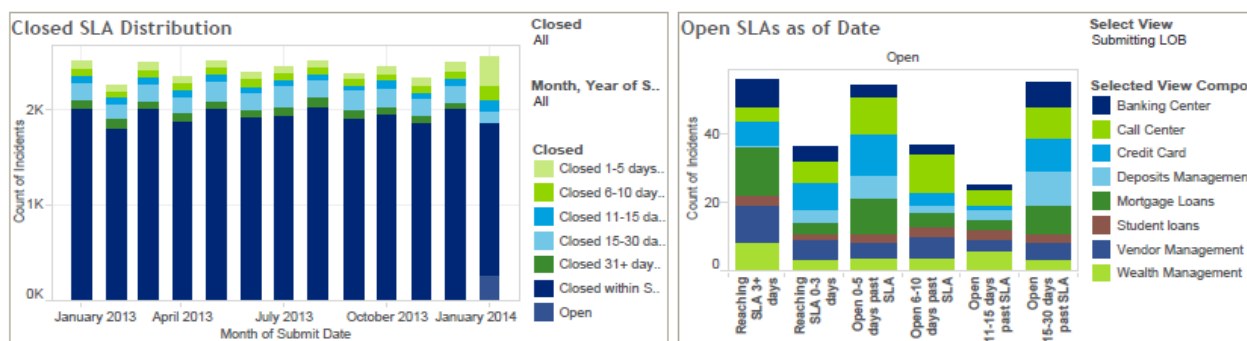 Closed SLA Distribution
Count of Incidents
2K
1K
0K
January 2013
April 2013
July 2013
October 2013
January 2014
Month of Submit Date
Closed
All
Month, Year of S..
All
Closed
Closed 1-5 days..
Closed 6-10 day..
Closed 11-15 da..
Closed 15-30 da..
Closed 31+ day..
Closed within S..
Open
Open SLAs as of Date
Open
Count of Incidents
40
20
0
Reaching
SLA 3+
days
Reaching
SLA 0-3
days
Open 0-5
days past
SLA
Open 6-10
days past
SLA
Open
11-15 days
past SLA
Open
15-30 days
past SLA
Select View
Submitting LOB
Selected View Compo
Banking Center
Call Center
Credit Card
Deposits Management
Mortgage Loans
Student loans
Vendor Management
Wealth Management